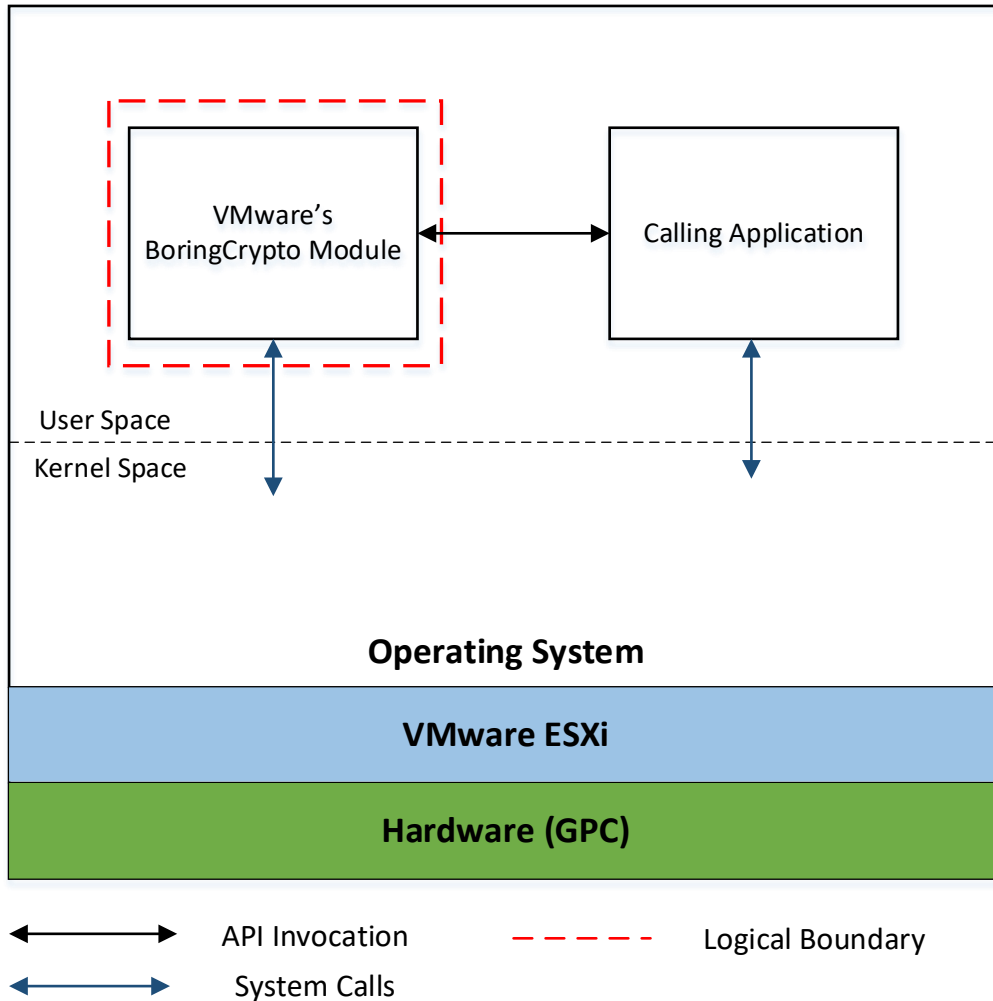 VMware’s
BoringCrypto Module
Calling Application
User Space
Kernel Space
Operating System
VMware ESXi
Hardware (GPC)
API Invocation
Logical Boundary
System Calls